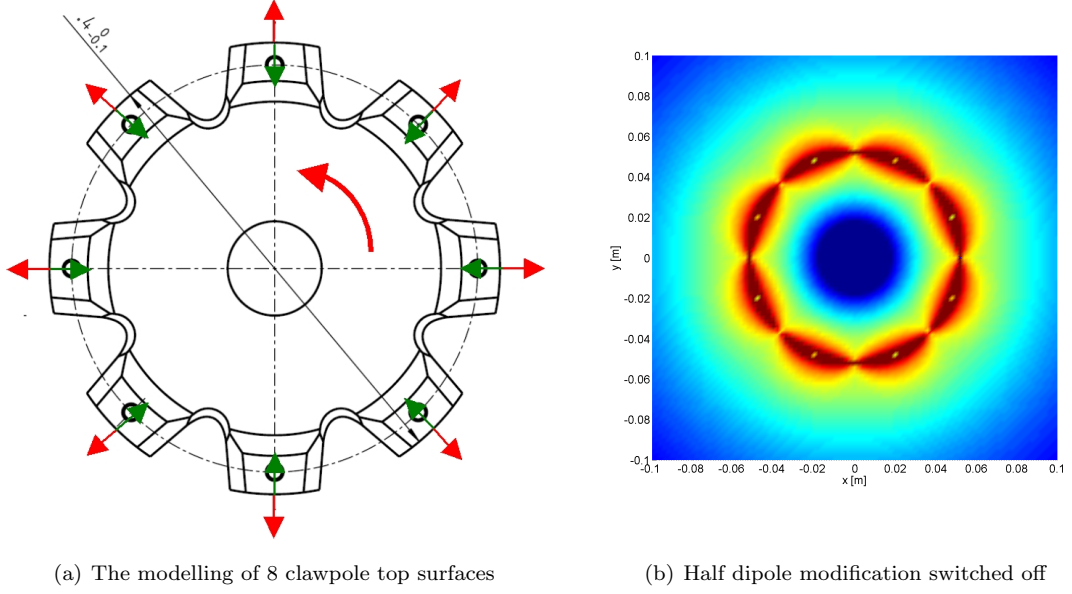 .4 0
-0.1
0.1
0.08
0.06
0.04
0.02
0
-0.02
-0.04
-0.06
-0.08
-0.1
-0.1 -0.08 -0.06 -0.04 -0.02 0 0.02 0.04 0.06 0.08 0.1
y [m]
x [m]
(a) The modelling of 8 clawpole top surfaces
(b) Half dipole modification switched off